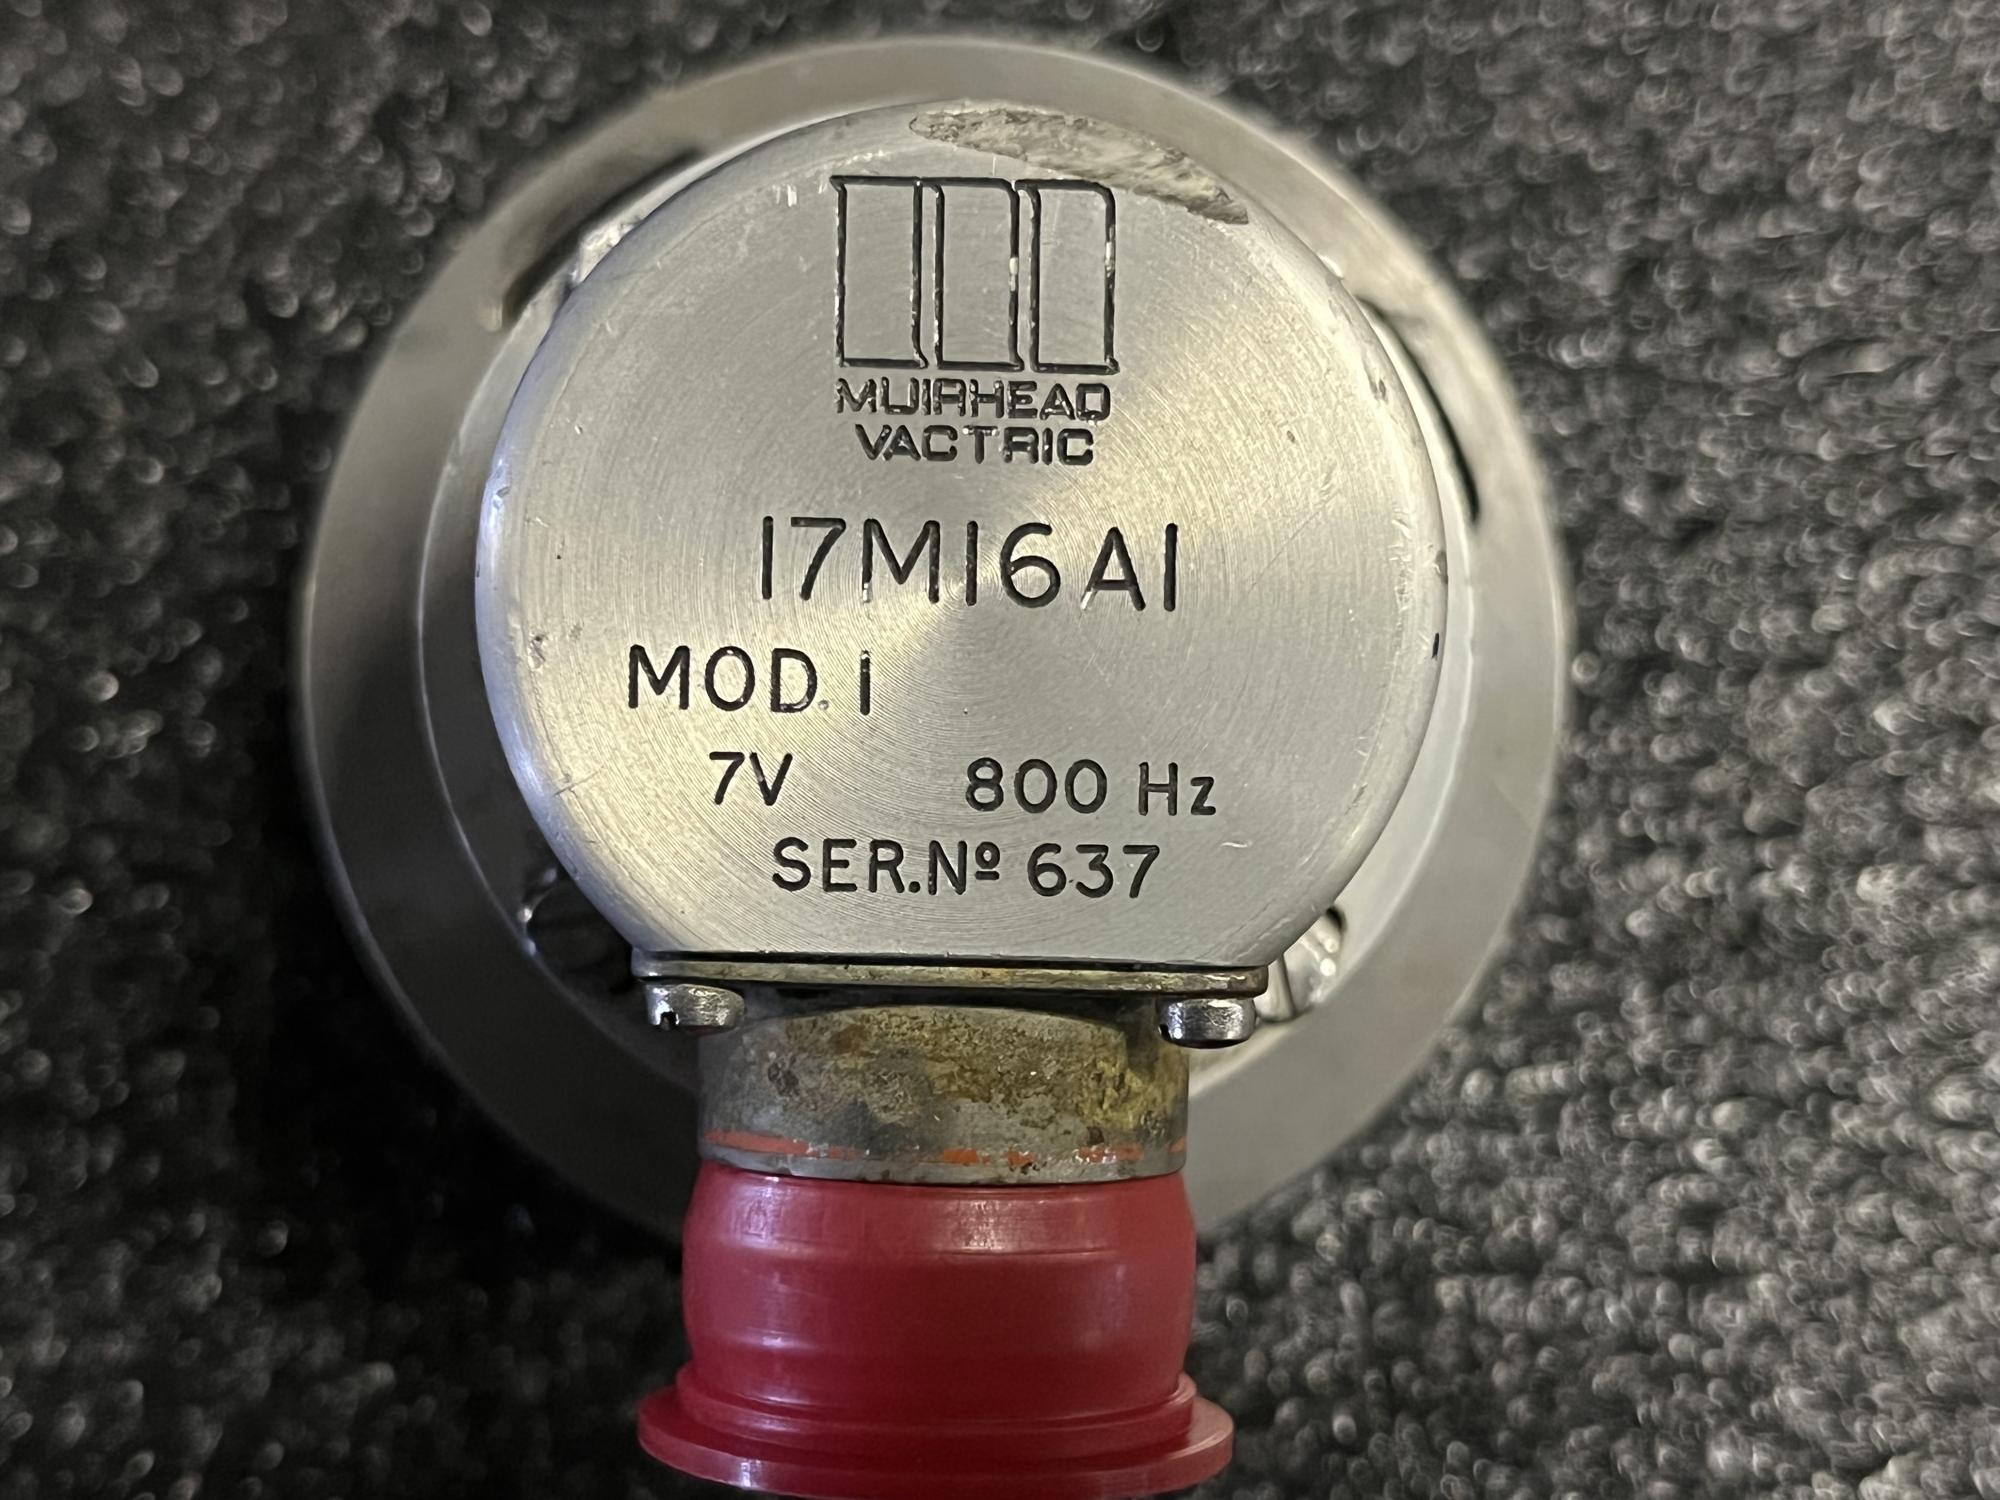 MUIRHEAD
VACTRIC
17M16A1
MOD. 1
7V 800 Hz
SER.Nº 637